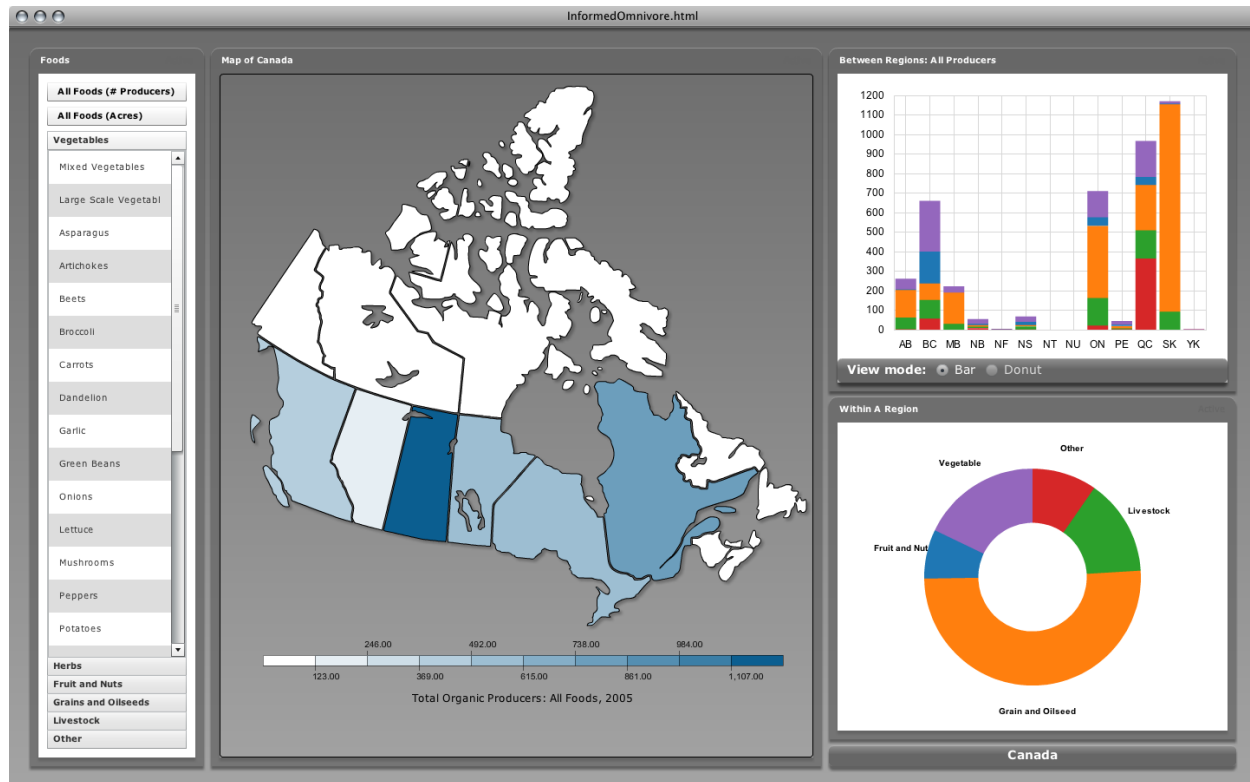 InformedOmnivore.html
Foods
All Foods (# Producers)
All Foods (Acres)
Vegetables
Mixed Vegetables
Large Scale Vegetabl
Asparagus
Artichokes
Beets
Broccoli
Carrots
Dandelion
Garlic
Green Beans
Onions
Lettuce
Mushrooms
Peppers
Potatoes
Herbs
Fruit and Nuts
Grains and Oilseeds
Livestock
Other
Map of Canada
246.00 492.00 738.00 984.00
123.00 369.00 615.00 861.00 1,107.00
Total Organic Producers: All Foods, 2005
Between Regions: All Producers
1200
1100
1000
900
800
700
600
500
400
300
200
100
0
AB BC MB NB NF NS NT NU ON PE QC SK YK
View mode: Bar Donut
Within A Region
Other
Vegetable
Livestock
Fruit and Nut
Grain and Oilseed
Canada